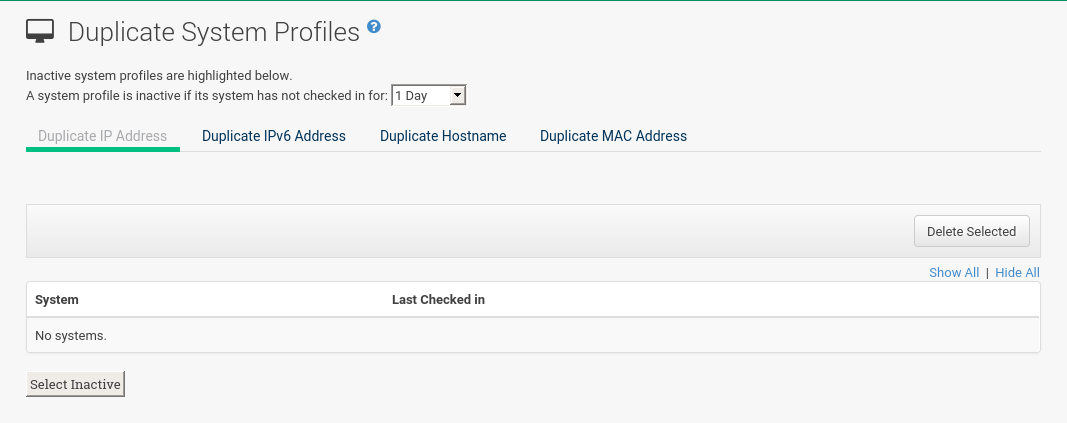 Duplicate System Profiles ?
Inactive system profiles are highlighted below.
A system profile is inactive if its system has not checked in for: 1 Day
Duplicate IP Address Duplicate IPv6 Address Duplicate Hostname Duplicate MAC Address
Delete Selected
Show All | Hide All
System Last Checked in
No systems.
Select Inactive